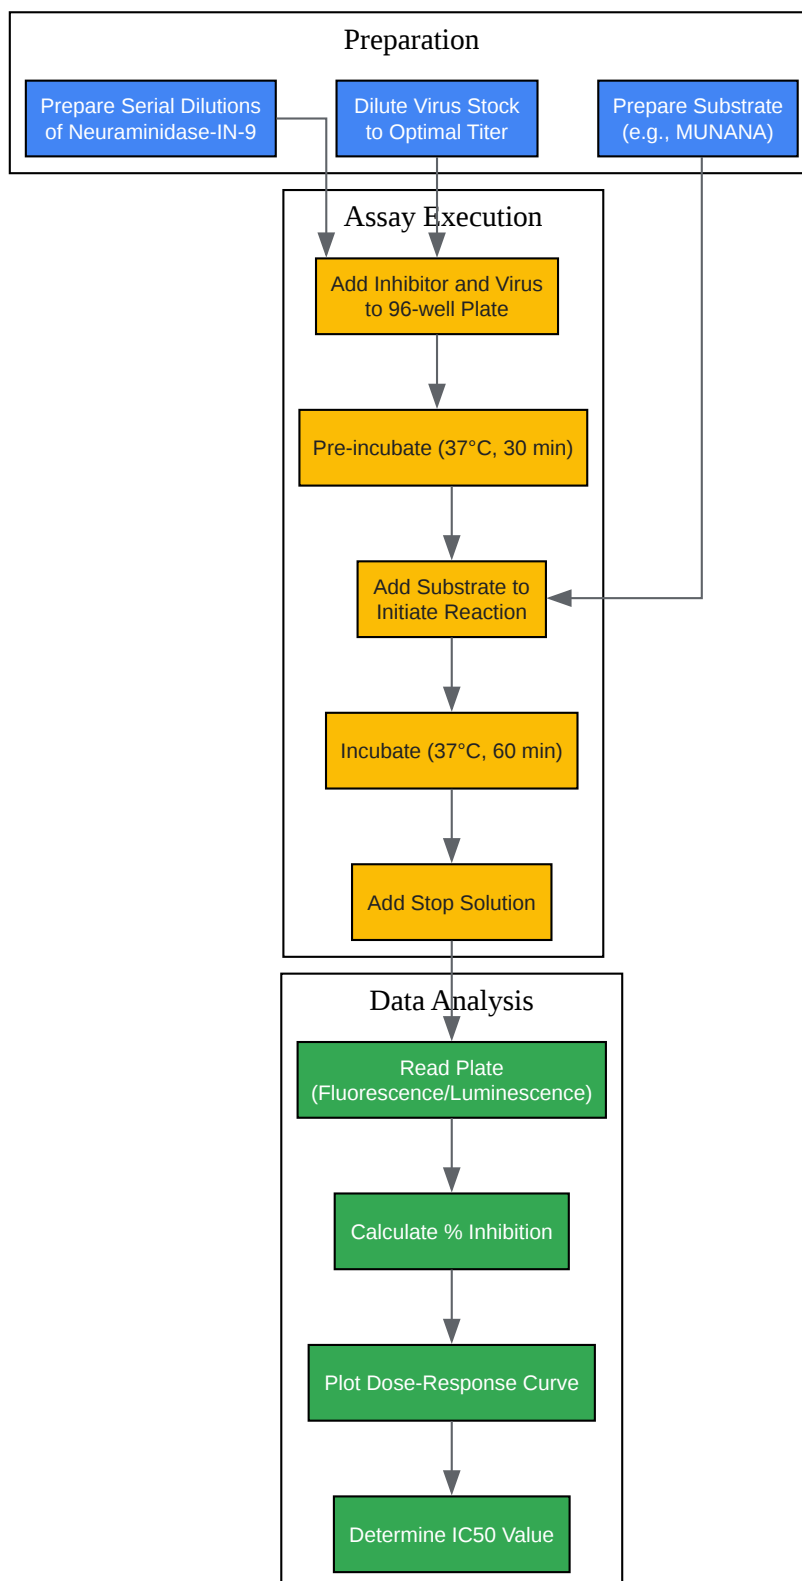 Preparation
Prepare Serial Dilutions
of Neuraminidase-IN-9
Dilute Virus Stock
to Optimal Titer
Prepare Substrate
(e.g., MUNANA)
Assay Execution
Add Inhibitor and Virus
to 96-well Plate
Pre-incubate (37°C, 30 min)
Add Substrate to
Initiate Reaction
Incubate (37°C, 60 min)
Add Stop Solution
Data Analysis
Read Plate
(Fluorescence/Luminescence)
Calculate % Inhibition
Plot Dose-Response Curve
Determine IC50 Value